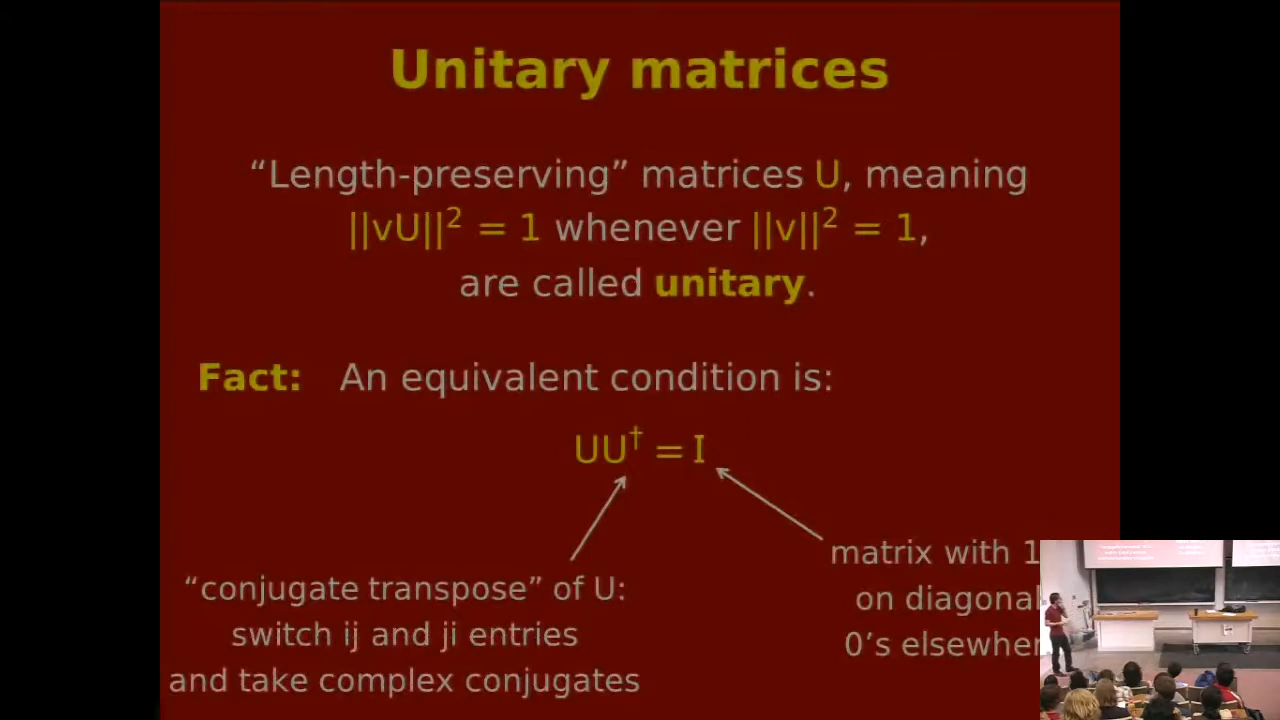 Unitary matrices
“Length-preserving” matrices U, meaning
||vU||² = 1 whenever ||v||² = 1,
are called unitary.
Fact: An equivalent condition is:
UU† = I
“conjugate transpose” of U:
switch ij and ji entries
and take complex conjugates
matrix with 1
on diagonal
0’s